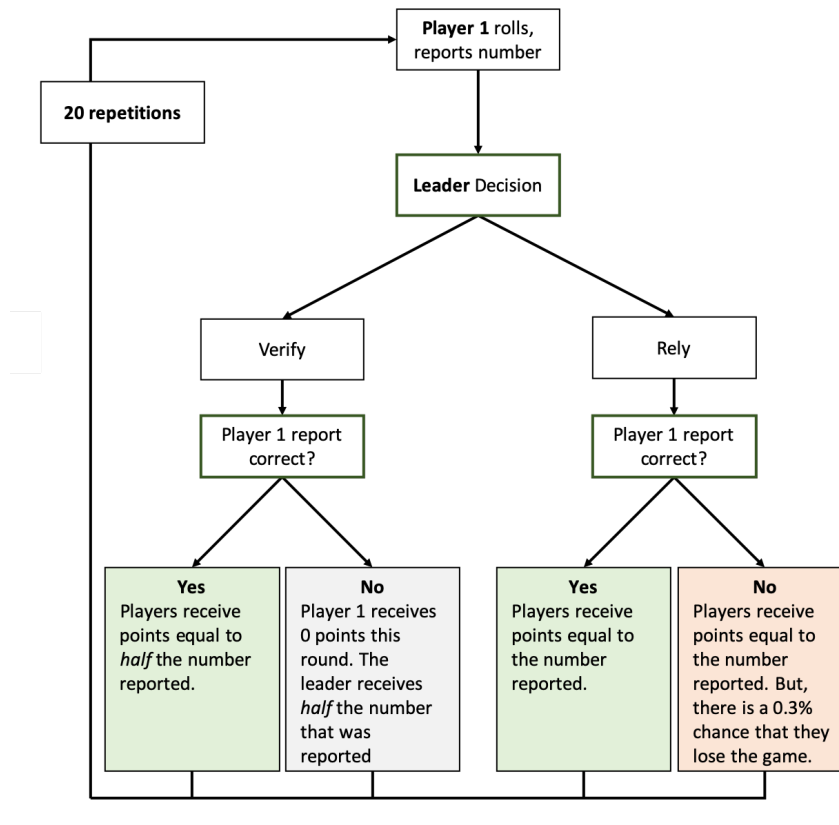 Player 1 rolls,
reports number
20 repetitions
Leader Decision
Verify
Rely
Player 1 report
correct?
Player 1 report
correct?
Yes
Players receive
points equal to
half the number
reported.
No
Player 1 receives
0 points this
round. The
leader receives
half the number
that was
reported
Yes
Players receive
points equal to
the number
reported.
No
Players receive
points equal to
the number
reported. But,
there is a 0.3%
chance that they
lose the game.